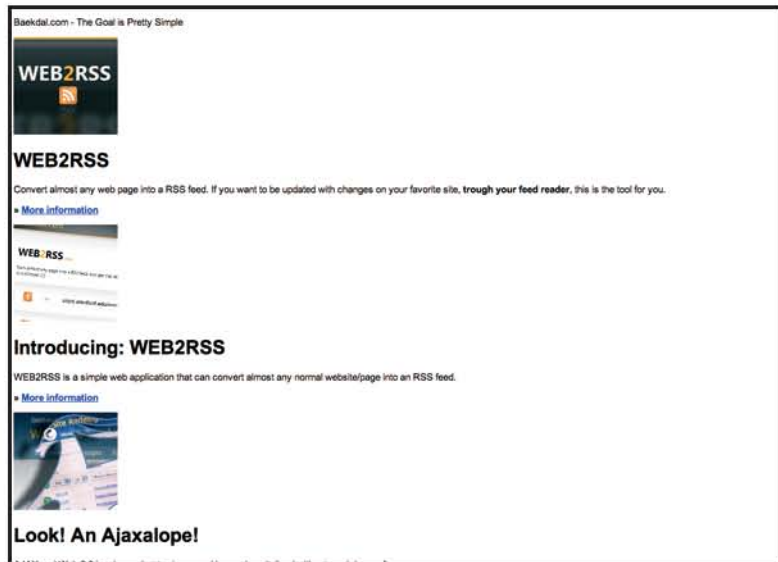 Baekdal.com - The Goal is Pretty Simple
WEB2RSS
WEB2RSS
Convert almost any web page into a RSS feed. If you want to be updated with changes on your favorite site, trough your feed reader, this is the tool for you.
» More information
WEB2RSS
Introducing: WEB2RSS
WEB2RSS is a simple web application that can convert almost any normal website/page into an RSS feed.
» More information
Look! An Ajaxalope!